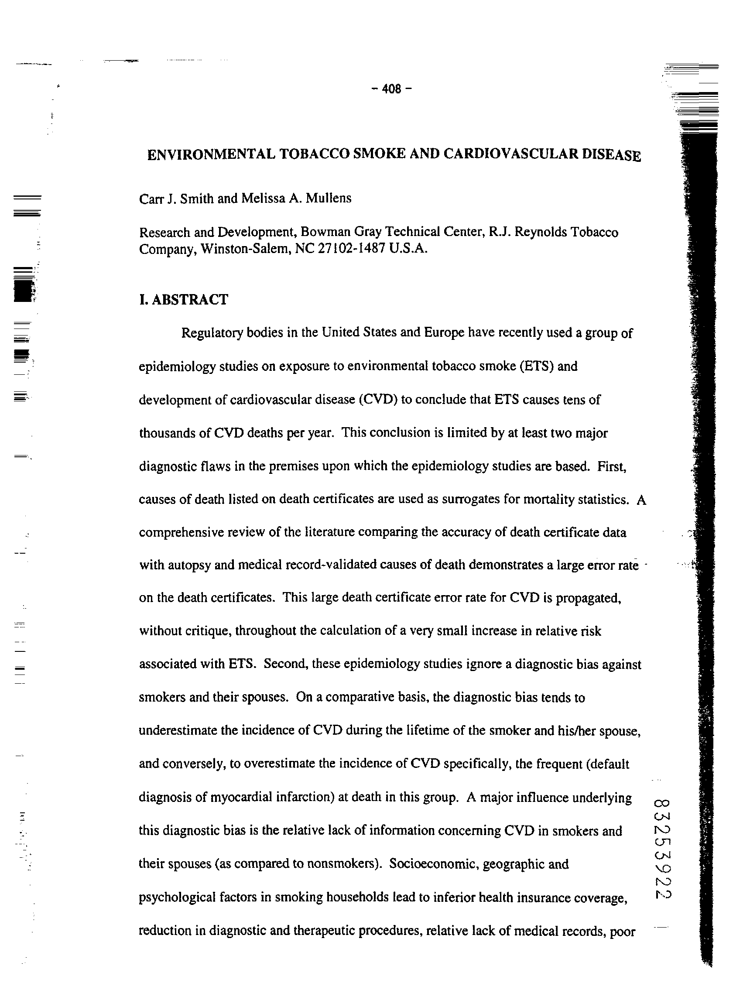 - 408 -
ENVIRONMENTAL TOBACCO SMOKE AND CARDIOVASCULAR DISEASE
Carr J. Smith and Melissa A. Mullens
Research and Development, Bowman Gray Technical Center, R.J. Reynolds Tobacco
Company, Winston-Salem, NC 27102-1487 U.S.A.
I. ABSTRACT
Regulatory bodies in the United States and Europe have recently used a group of
epidemiology studies on exposure to environmental tobacco smoke (ETS) and
development of cardiovascular disease (CVD) to conclude that ETS causes tens of
thousands of CVD deaths per year. This conclusion is limited by at least two major
diagnostic flaws in the premises upon which the epidemiology studies are based. First,
causes of death listed on death certificates are used as surrogates for mortality statistics. A
comprehensive review of the literature comparing the accuracy of death certificate data
with autopsy and medical record-validated causes of death demonstrates a large error rate
on the death certificates. This large death certificate error rate for CVD is propagated,
without critique, throughout the calculation of a very small increase in relative risk
associated with ETS. Second, these epidemiology studies ignore a diagnostic bias against
smokers and their spouses. On a comparative basis, the diagnostic bias tends to
underestimate the incidence of CVD during the lifetime of the smoker and his/her spouse,
and conversely, to overestimate the incidence of CVD specifically, the frequent (default
diagnosis of myocardial infarction) at death in this group. A major influence underlying
this diagnostic bias is the relative lack of information concerning CVD in smokers and
their spouses (as compared to nonsmokers). Socioeconomic, geographic and
psychological factors in smoking households lead to inferior health insurance coverage,
reduction in diagnostic and therapeutic procedures, relative lack of medical records, poor
83253922